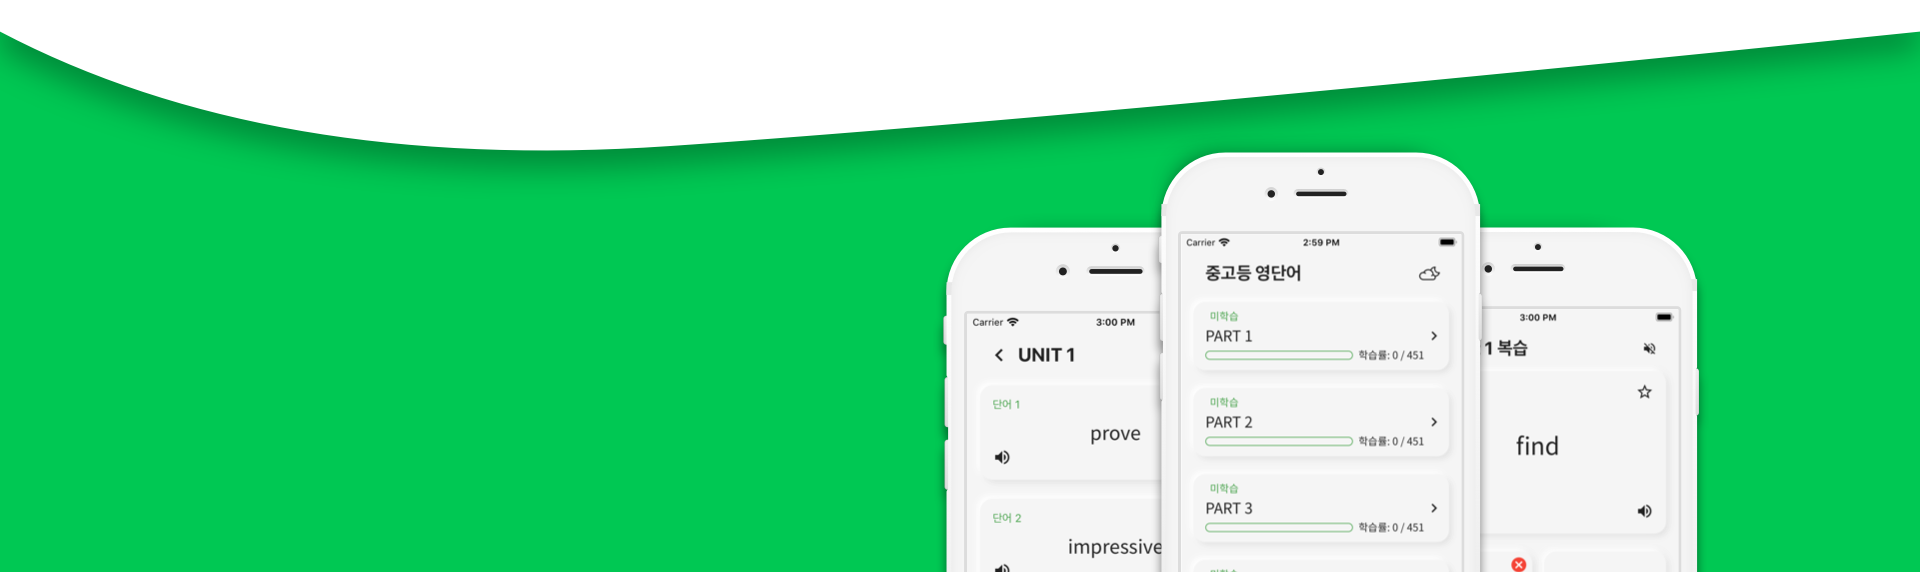 Carrier
3:00 PM
UNIT 1
단어 1
prove
단어 2
impressive
Carrier
2:59 PM
중고등 영단어
미학습
PART 1
학습률: 0 / 451
미학습
PART 2
학습률: 0 / 451
미학습
PART 3
학습률: 0 / 451
3:00 PM
1 복습
find